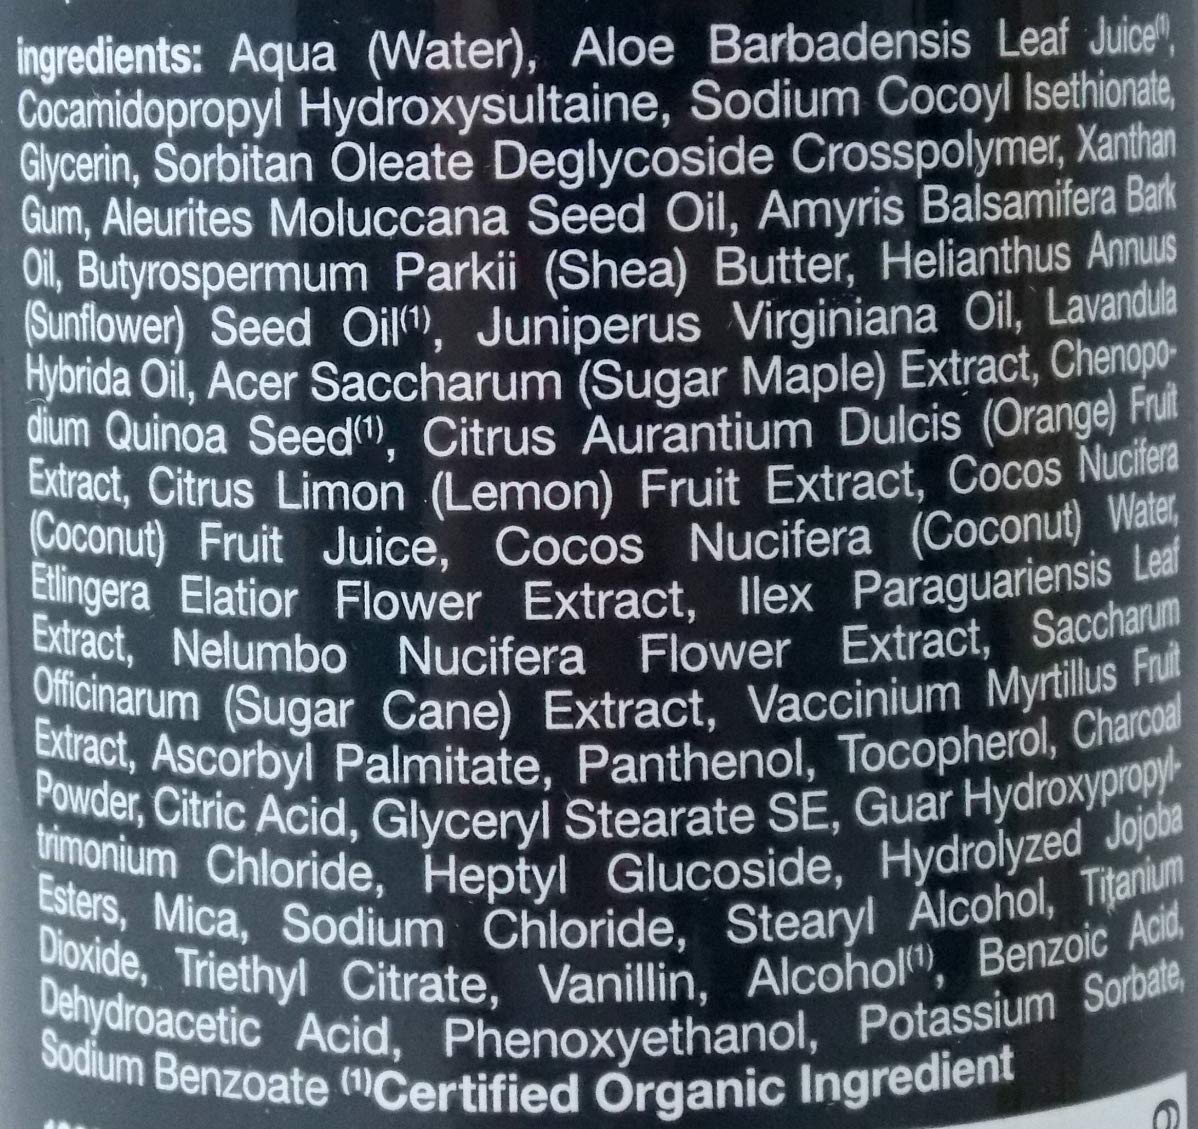 ingredients: Aqua (Water), Aloe Barbadensis Leaf Juice⁽¹⁾,
Cocamidopropyl Hydroxysultaine, Sodium Cocoyl Isethionate,
Glycerin, Sorbitan Oleate Deglycoside Crosspolymer, Xanthan
Gum, Aleurites Moluccana Seed Oil, Amyris Balsamifera Bark
Oil, Butyrospermum Parkii (Shea) Butter, Helianthus Annuus
(Sunflower) Seed Oil⁽¹⁾, Juniperus Virginiana Oil, Lavandula
Hybrida Oil, Acer Saccharum (Sugar Maple) Extract, Chenopo-
dium Quinoa Seed⁽¹⁾, Citrus Aurantium Dulcis (Orange) Fruit
Extract, Citrus Limon (Lemon) Fruit Extract, Cocos Nucifera
(Coconut) Fruit Juice, Cocos Nucifera (Coconut) Water,
Etlingera Elatior Flower Extract, Ilex Paraguariensis Leaf
Extract, Nelumbo Nucifera Flower Extract, Saccharum
Officinarum (Sugar Cane) Extract, Vaccinium Myrtillus Fruit
Extract, Ascorbyl Palmitate, Panthenol, Tocopherol, Charcoal
Powder, Citric Acid, Glyceryl Stearate SE, Guar Hydroxypropyl-
trimonium Chloride, Heptyl Glucoside, Hydrolyzed Jojoba
Esters, Mica, Sodium Chloride, Stearyl Alcohol, Titanium
Dioxide, Triethyl Citrate, Vanillin, Alcohol⁽¹⁾, Benzoic Acid,
Dehydroacetic Acid, Phenoxyethanol, Potassium Sorbate,
Sodium Benzoate ⁽¹⁾Certified Organic Ingredient